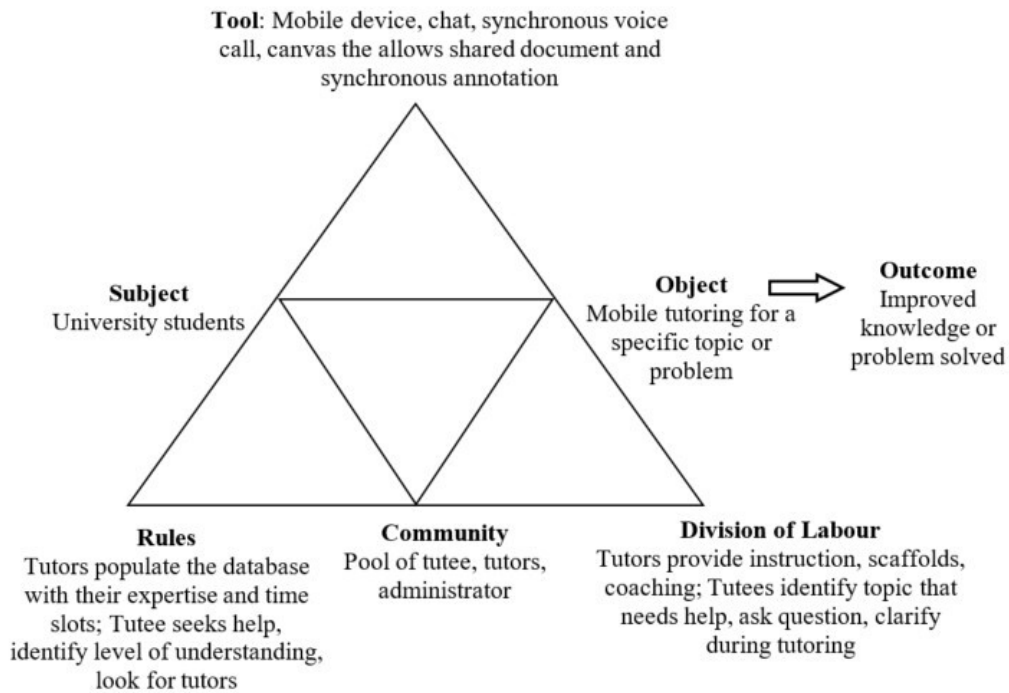 Tool: Mobile device, chat, synchronous voice
call, canvas the allows shared document and
synchronous annotation
Subject
University students
Object
Mobile tutoring for a
specific topic or
problem
Outcome
Improved
knowledge or
problem solved
Rules
Tutors populate the database
with their expertise and time
slots; Tutee seeks help,
identify level of understanding,
look for tutors
Community
Pool of tutee, tutors,
administrator
Division of Labour
Tutors provide instruction, scaffolds,
coaching; Tutees identify topic that
needs help, ask question, clarify
during tutoring